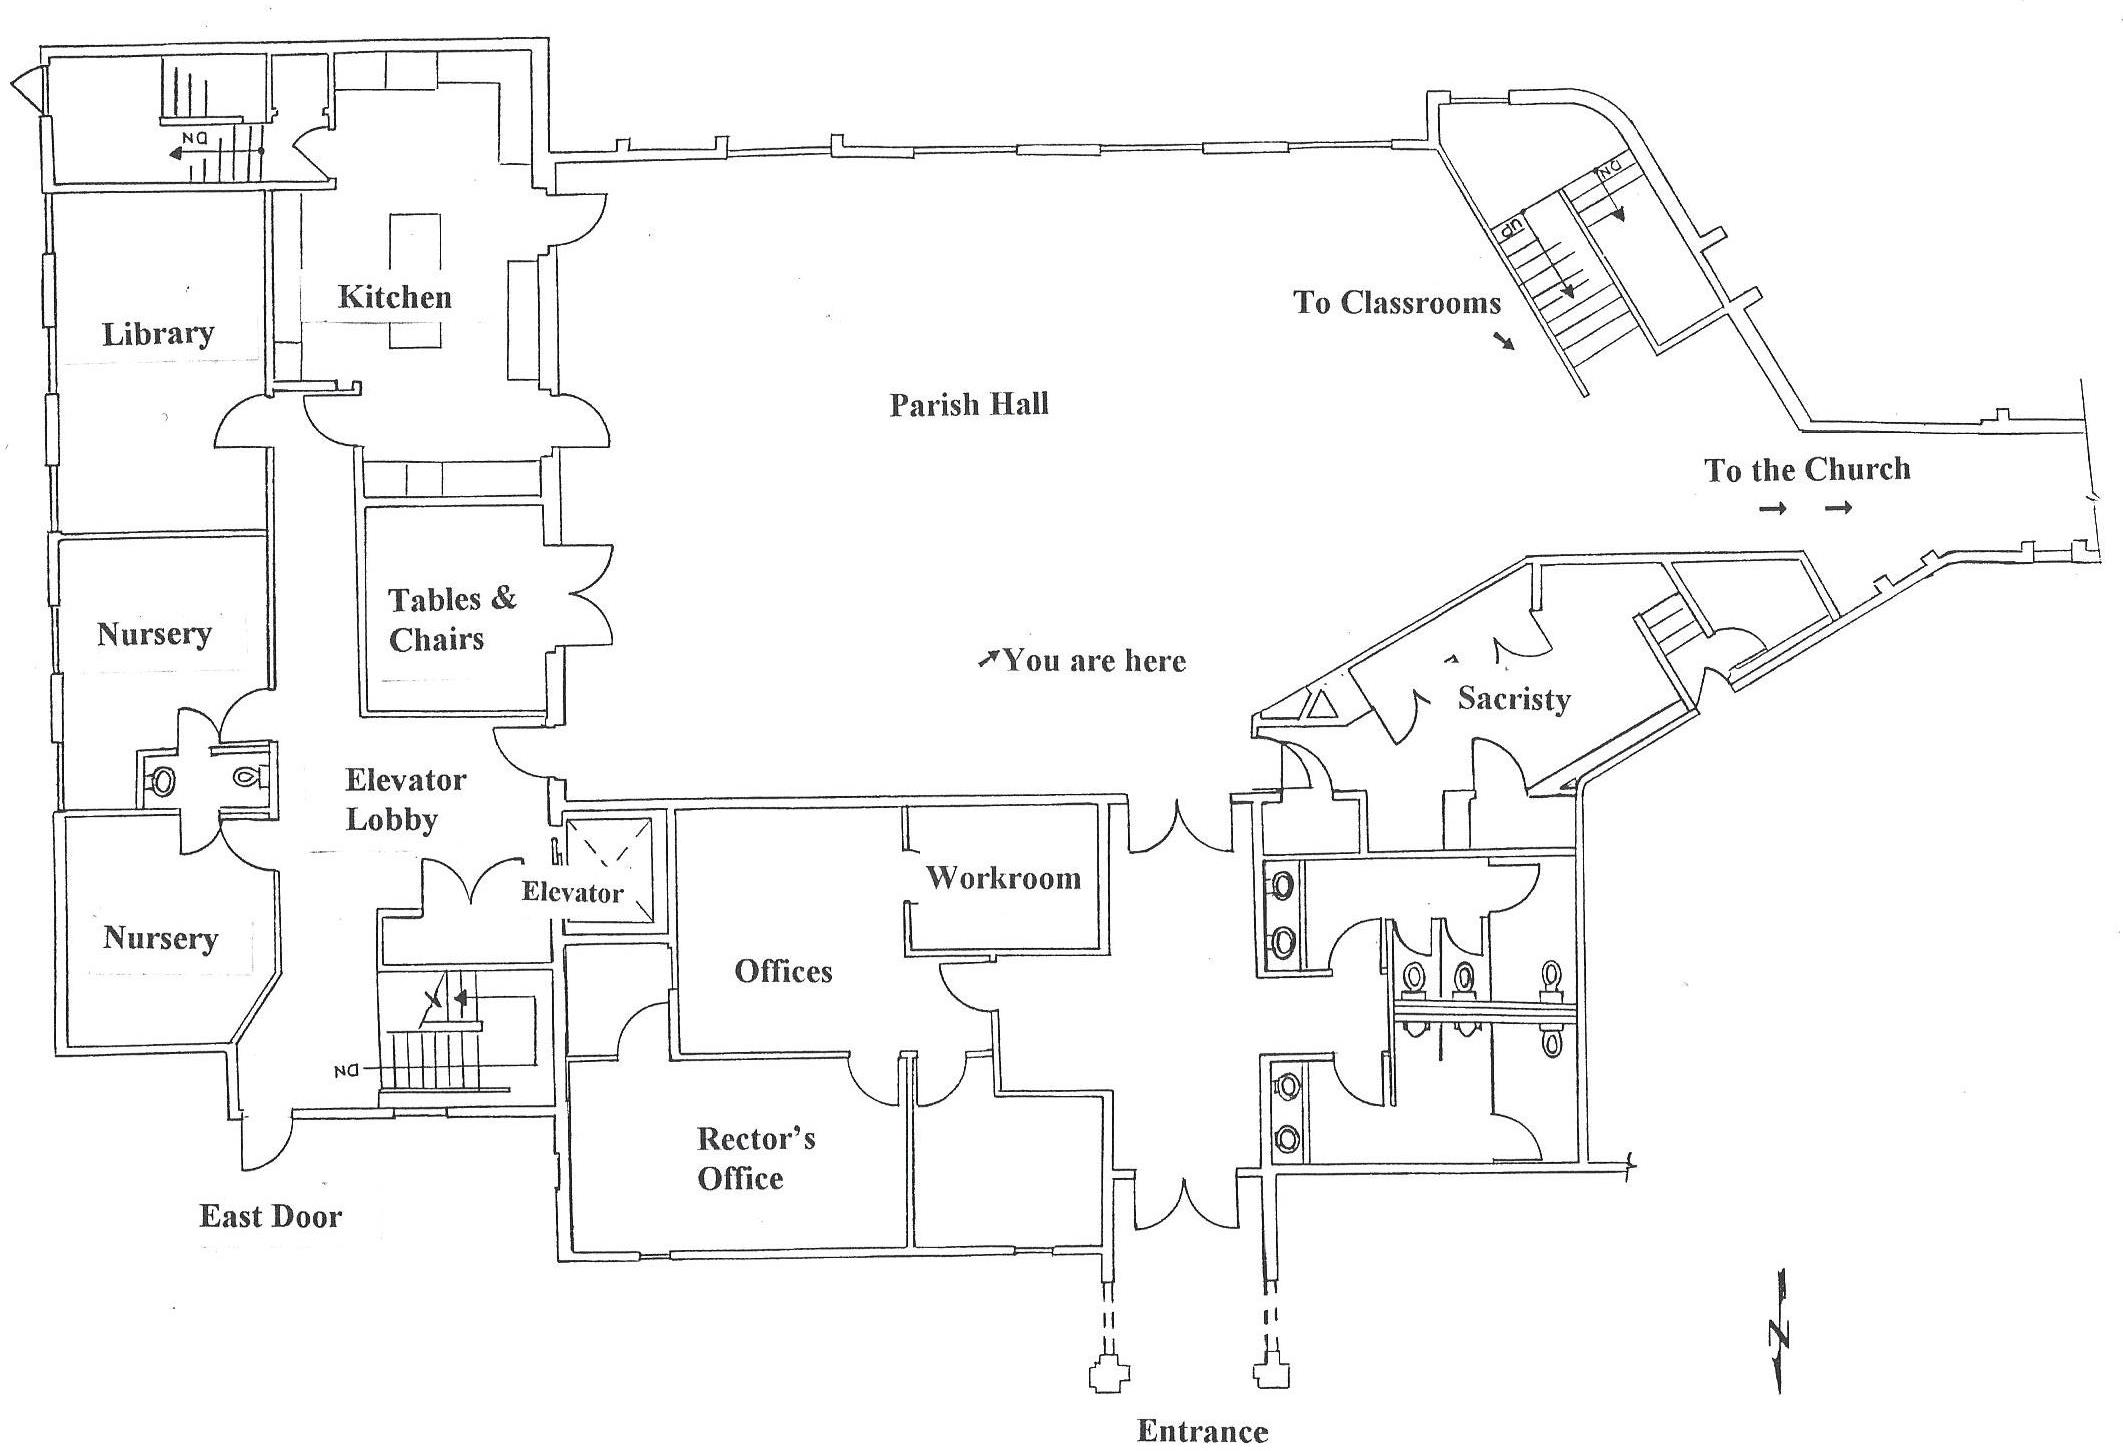 DN
DN
dn
Kitchen
To Classrooms
Library
Parish Hall
To the Church
Tables &
Chairs
Nursery
You are here
Sacristy
Elevator
Lobby
Workroom
Elevator
Nursery
Offices
DN
Rector's
Office
East Door
N
Entrance